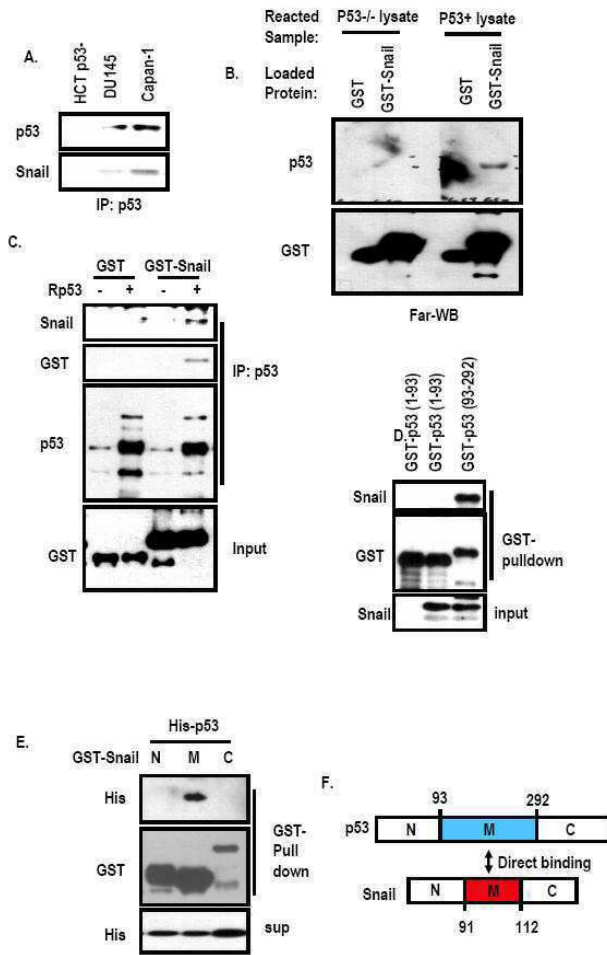 A.
HCT p53-
DU145
Capan-1
p53
Snail
IP: p53
B.
Reacted Sample: P53-/- lysate P53+ lysate
Loaded Protein: GST GST-Snail GST GST-Snail
p53
GST
Far-WB
C.
GST GST-Snail
Rp53 - + - +
Snail
GST
IP: p53
p53
GST
Input
D.
GST-p53 (1-93)
GST-p53 (1-93)
GST-p53 (93-292)
Snail
GST
GST-
pulldown
Snail
input
E.
His-p53
GST-Snail N M C
His
GST
GST-
Pull
down
His
sup
F.
93 292
p53 N M C
Direct binding
Snail N M C
91 112